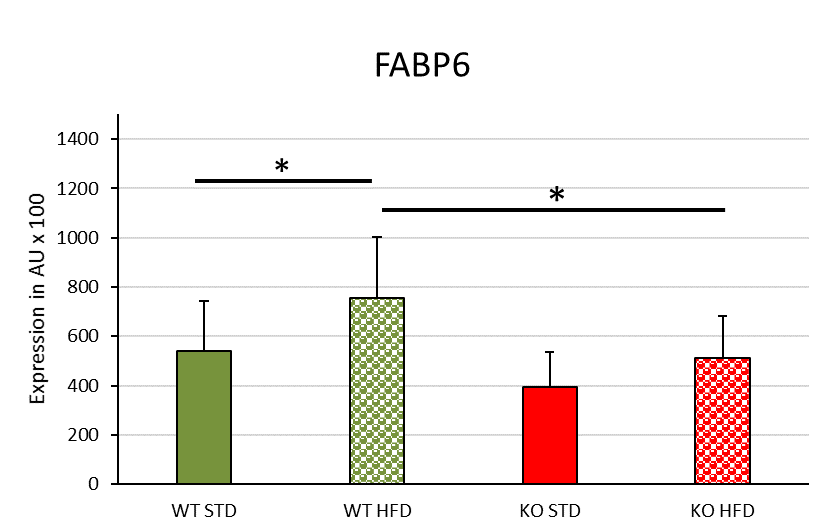 FABP6
Expression in AU x 100
1400
1200
1000
800
600
400
200
0
*
*
WT STD
WT HFD
KO STD
KO HFD